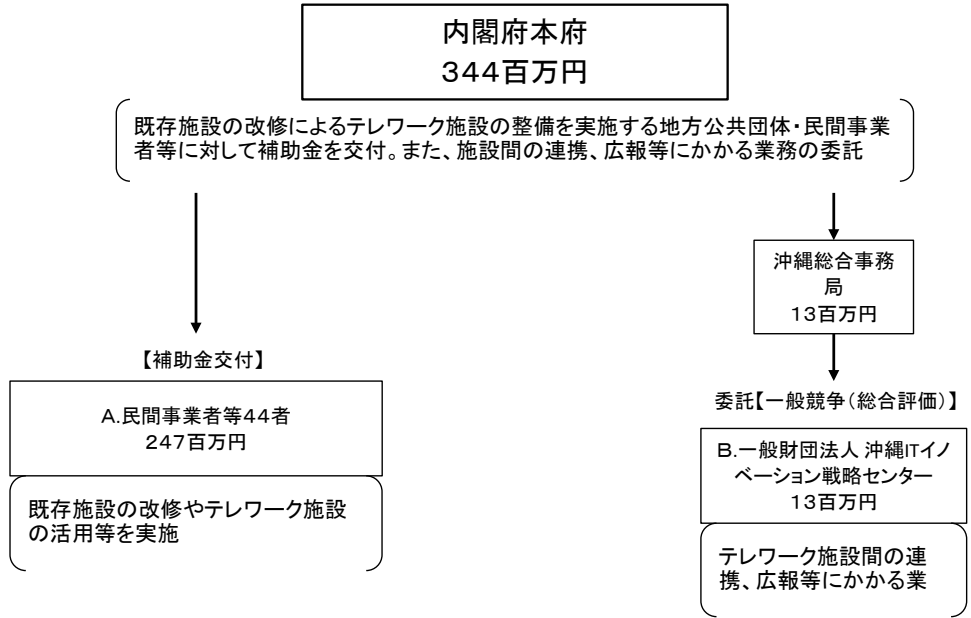 内閣府本府
344百万円
既存施設の改修によるテレワーク施設の整備を実施する地方公共団体・民間事業
者等に対して補助金を交付。また、施設間の連携、広報等にかかる業務の委託
沖縄総合事務
局
13百万円
【補助金交付】
A.民間事業者等44者
247百万円
既存施設の改修やテレワーク施設
の活用等を実施
委託【一般競争(総合評価)】
B.一般財団法人 沖縄ITイノ
ベーション戦略センター
13百万円
テレワーク施設間の連
携、広報等にかかる業